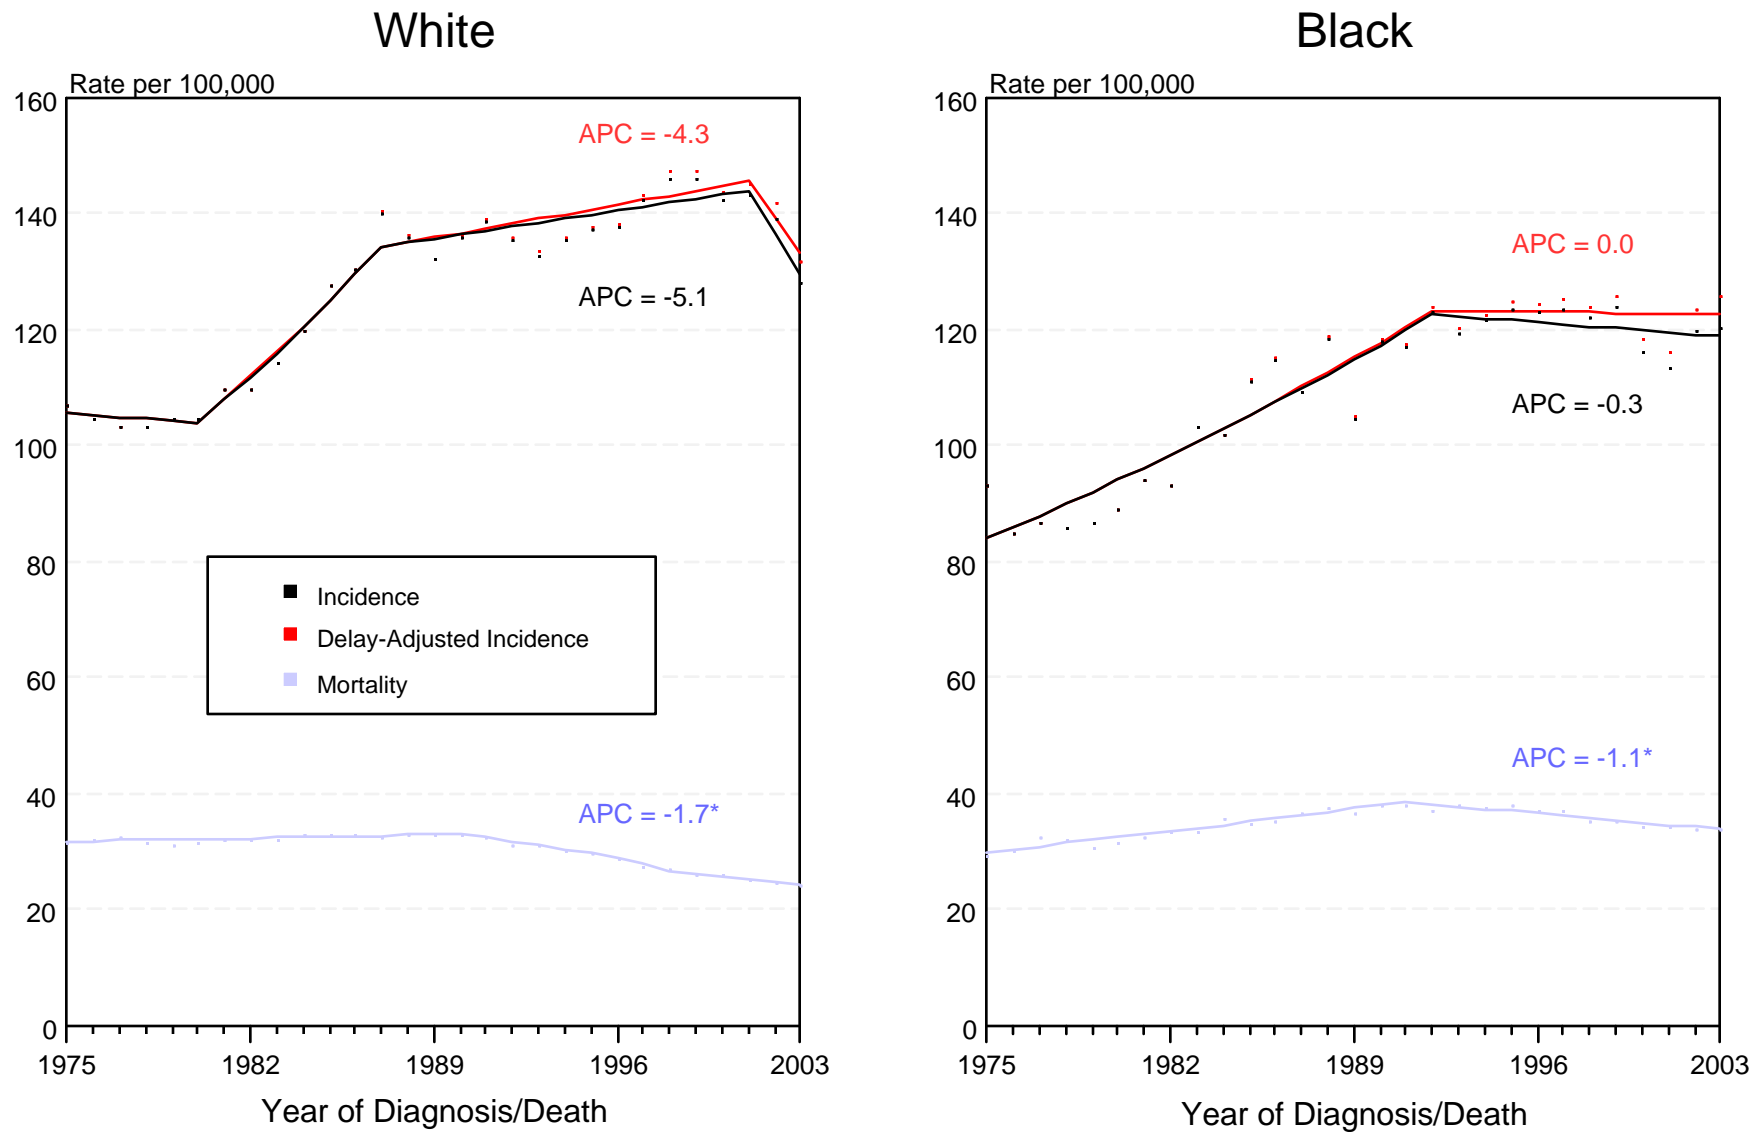 White
Rate per 100,000
160
140
120
100
80
60
40
20
0
APC = -4.3
APC = -5.1
Incidence
Delay-Adjusted Incidence
Mortality
APC = -1.7*
1975 1982 1989 1996 2003
Year of Diagnosis/Death
Black
Rate per 100,000
160
140
120
100
80
60
40
20
0
APC = 0.0
APC = -0.3
APC = -1.1*
1975 1982 1989 1996 2003
Year of Diagnosis/Death